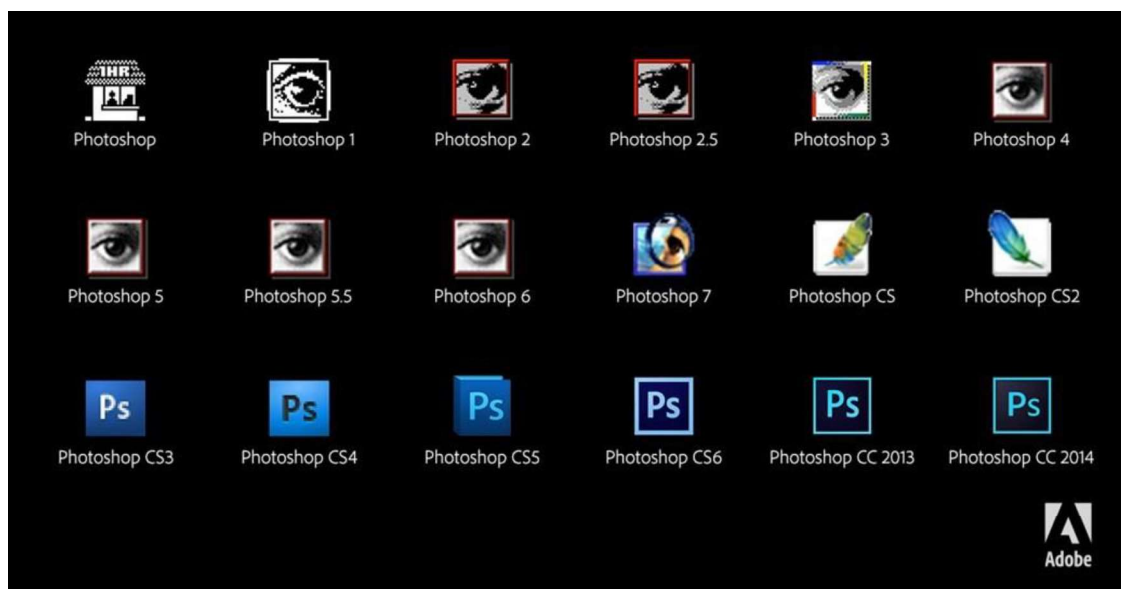 1HR
Photoshop
Photoshop 1
Photoshop 2
Photoshop 2.5
Photoshop 3
Photoshop 4
Photoshop 5
Photoshop 5.5
Photoshop 6
Photoshop 7
Photoshop CS
Photoshop CS2
Ps
Ps
Ps
Ps
Ps
Ps
Photoshop CS3
Photoshop CS4
Photoshop CS5
Photoshop CS6
Photoshop CC 2013
Photoshop CC 2014
Adobe